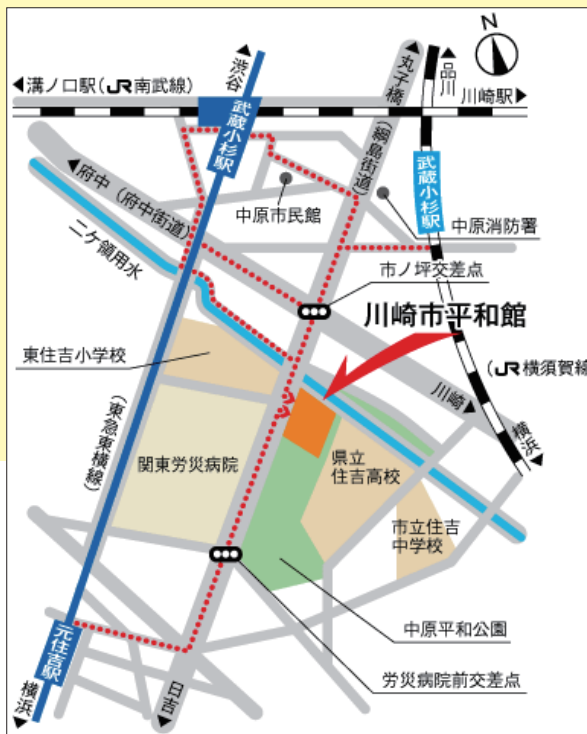 N
渋谷
丸子橋
品川
溝ノ口駅(JR南武線)
川崎駅
武蔵小杉駅
(綱島街道)
武蔵小杉駅
府中(府中街道)
中原市民館
中原消防署
二ケ領用水
市ノ坪交差点
川崎市平和館
東住吉小学校
(JR横須賀線)
川崎
横浜
(東急東横線)
関東労災病院
県立
住吉高校
市立住吉
中学校
中原平和公園
元住吉駅
労災病院前交差点
横浜
日吉